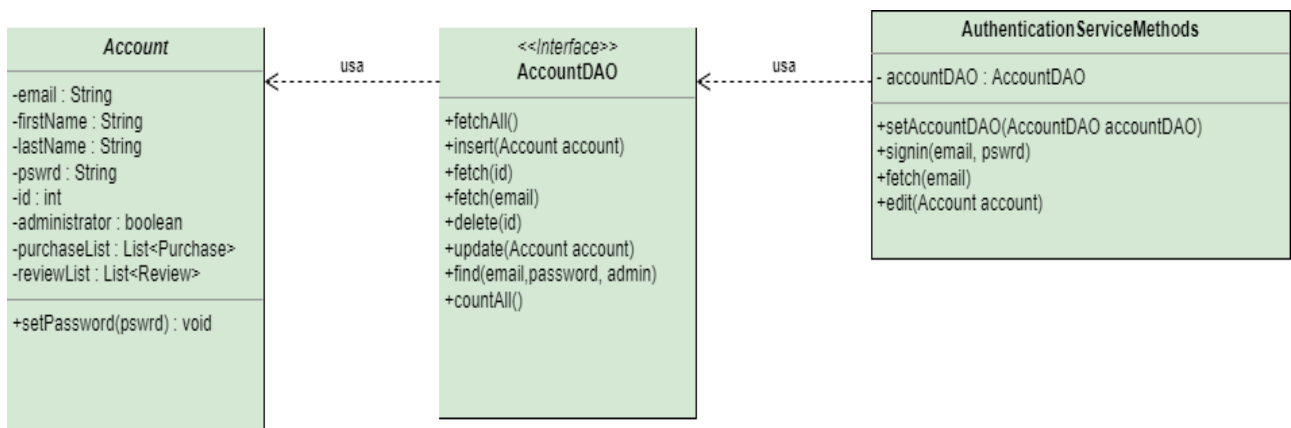 Account
-email : String
-firstName : String
-lastName : String
-pswrd : String
-id : int
-administrator : boolean
-purchaseList : List<Purchase>
-reviewList : List<Review>
+setPassword(pswrd) : void
usa
<<Interface>>
AccountDAO
+fetchAll()
+insert(Account account)
+fetch(id)
+fetch(email)
+delete(id)
+update(Account account)
+find(email,password, admin)
+countAll()
usa
AuthenticationServiceMethods
- accountDAO : AccountDAO
+setAccountDAO(AccountDAO accountDAO)
+signin(email, pswrd)
+fetch(email)
+edit(Account account)